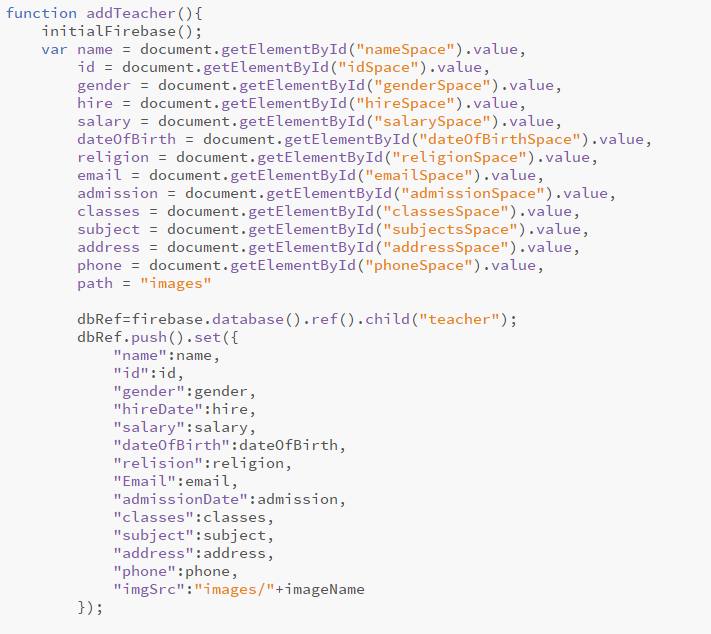 function addTeacher(){
    initialFirebase();
    var name = document.getElementById("nameSpace").value,
        id = document.getElementById("idSpace").value,
        gender = document.getElementById("genderSpace").value,
        hire = document.getElementById("hireSpace").value,
        salary = document.getElementById("salarySpace").value,
        dateOfBirth = document.getElementById("dateOfBirthSpace").value,
        religion = document.getElementById("religionSpace").value,
        email = document.getElementById("emailSpace").value,
        admission = document.getElementById("admissionSpace").value,
        classes = document.getElementById("classesSpace").value,
        subject = document.getElementById("subjectsSpace").value,
        address = document.getElementById("addressSpace").value,
        phone = document.getElementById("phoneSpace").value,
        path = "images"

        dbRef=firebase.database().ref().child("teacher");
        dbRef.push().set({
            "name":name,
            "id":id,
            "gender":gender,
            "hireDate":hire,
            "salary":salary,
            "dateOfBirth":dateOfBirth,
            "relision":religion,
            "Email":email,
            "admissionDate":admission,
            "classes":classes,
            "subject":subject,
            "address":address,
            "phone":phone,
            "imgSrc":"images/"+imageName
        });